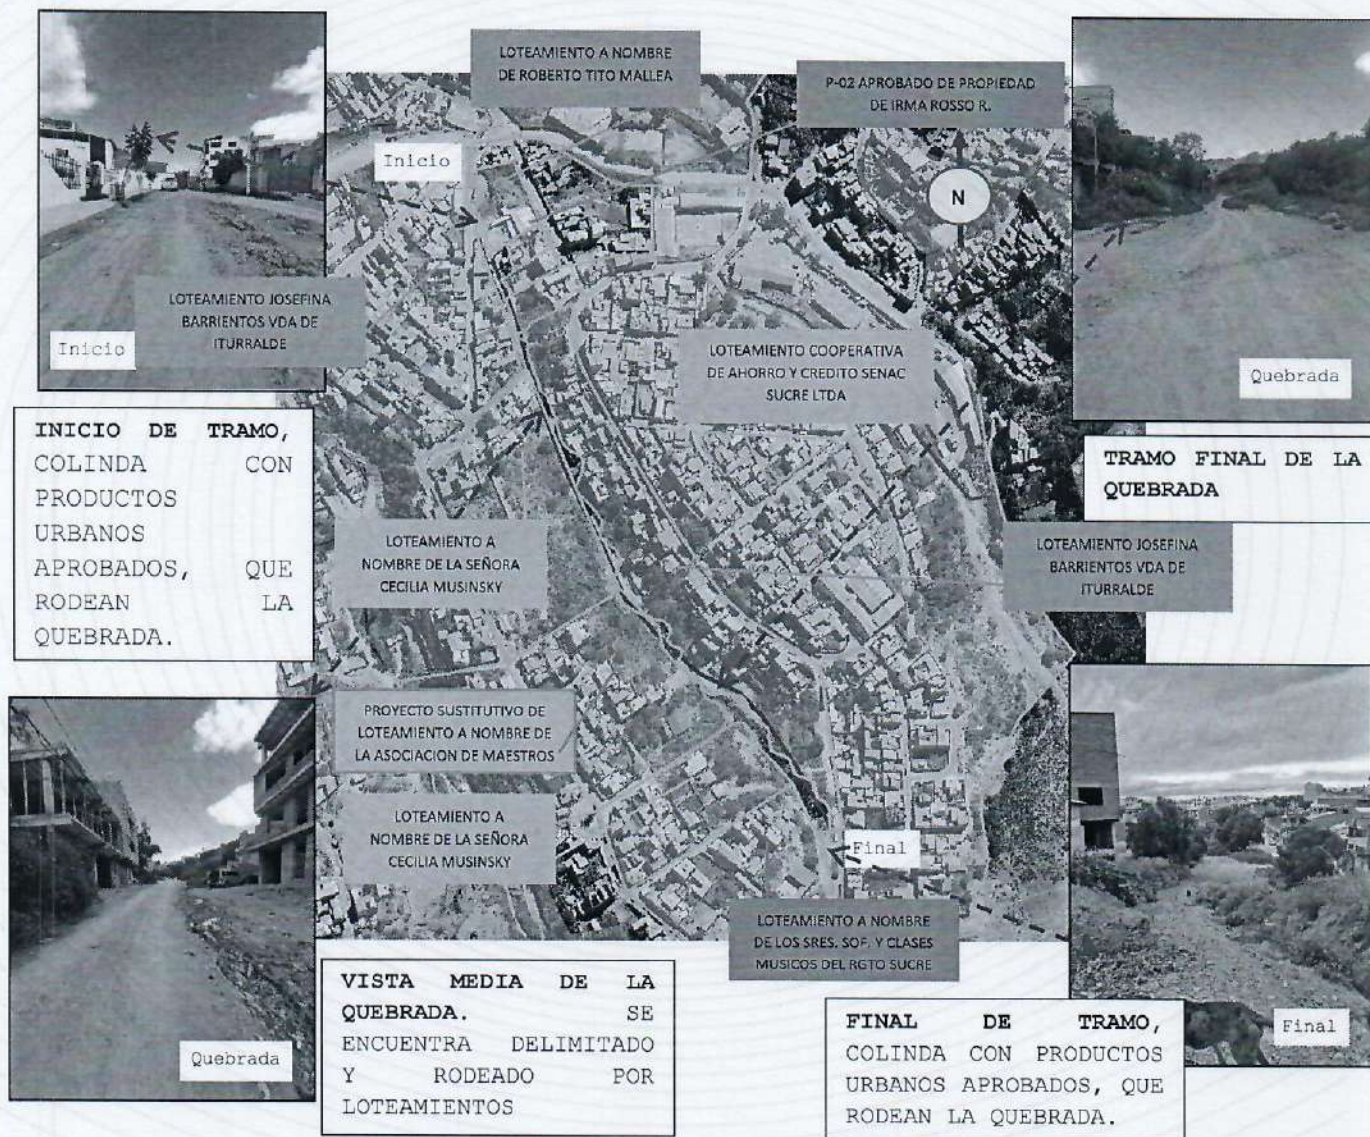 LOTEAMIENTO A NOMBRE
DE ROBERTO TITO MALLEA
P-02 APROBADO DE PROPIEDAD
DE IRMA ROSSO R.
Inicio
N
LOTEAMIENTO JOSEFINA
BARRIENTOS VDA DE
ITURRALDE
Inicio
LOTEAMIENTO COOPERATIVA
DE AHORRO Y CREDITO SENAC
SUCRE LTDA
Quebrada
INICIO DE TRAMO,
COLINDA CON
PRODUCTOS
URBANOS
APROBADOS, QUE
RODEAN LA
QUEBRADA.
TRAMO FINAL DE LA
QUEBRADA
LOTEAMIENTO A
NOMBRE DE LA SEÑORA
CECILIA MUSINSKY
LOTEAMIENTO JOSEFINA
BARRIENTOS VDA DE
ITURRALDE
PROYECTO SUSTITUTIVO DE
LOTEAMIENTO A NOMBRE DE
LA ASOCIACION DE MAESTROS
LOTEAMIENTO A
NOMBRE DE LA SEÑORA
CECILIA MUSINSKY
Final
LOTEAMIENTO A NOMBRE
DE LOS SRES. SOF. Y CLASES
MUSICOS DEL RGTO SUCRE
Quebrada
VISTA MEDIA DE LA
QUEBRADA. SE
ENCUENTRA DELIMITADO
Y RODEADO POR
LOTEAMIENTOS
FINAL DE TRAMO,
COLINDA CON PRODUCTOS
URBANOS APROBADOS, QUE
RODEAN LA QUEBRADA.
Final